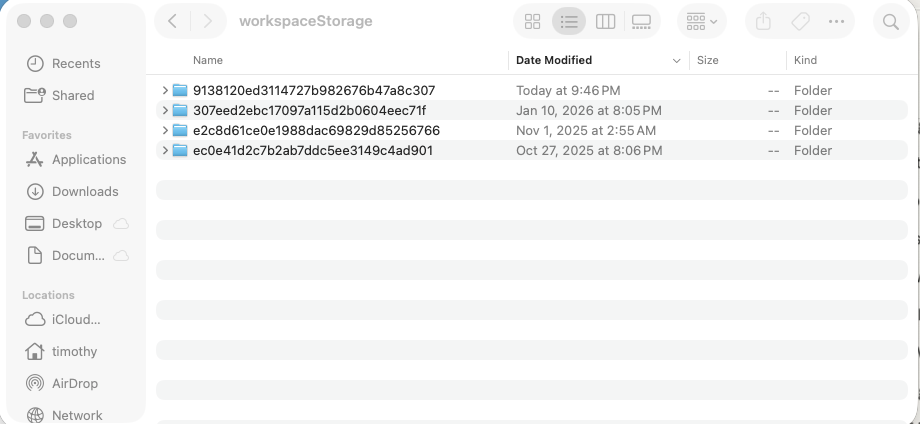 workspaceStorage
Recents
Shared
Favorites
Applications
Downloads
Desktop
Docum...
Locations
iCloud...
timothy
AirDrop
Network
Name Date Modified Size Kind
9138120ed3114727b982676b47a8c307 Today at 9:46 PM -- Folder
307eed2ebc17097a115d2b0604eec71f Jan 10, 2026 at 8:05 PM -- Folder
e2c8d61ce0e1988dac69829d85256766 Nov 1, 2025 at 2:55 AM -- Folder
ec0e41d2c7b2ab7ddc5ee3149c4ad901 Oct 27, 2025 at 8:06 PM -- Folder